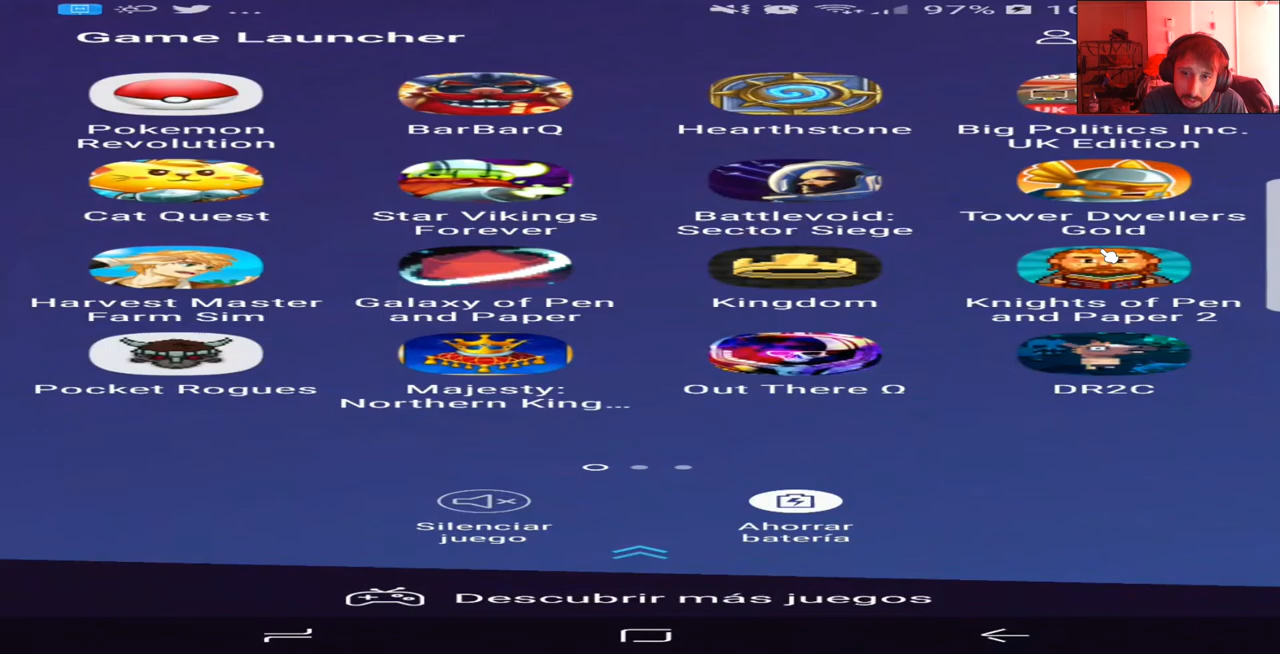 97% 10
Game Launcher
Pokemon Revolution
BarBarQ
Hearthstone
Big Politics Inc. UK Edition
Cat Quest
Star Vikings Forever
Battlevoid: Sector Siege
Tower Dwellers Gold
Harvest Master Farm Sim
Galaxy of Pen and Paper
Kingdom
Knights of Pen and Paper 2
Pocket Rogues
Majesty: Northern King...
Out There Ω
DR2C
Silenciar juego
Ahorrar batería
Descubrir más juegos